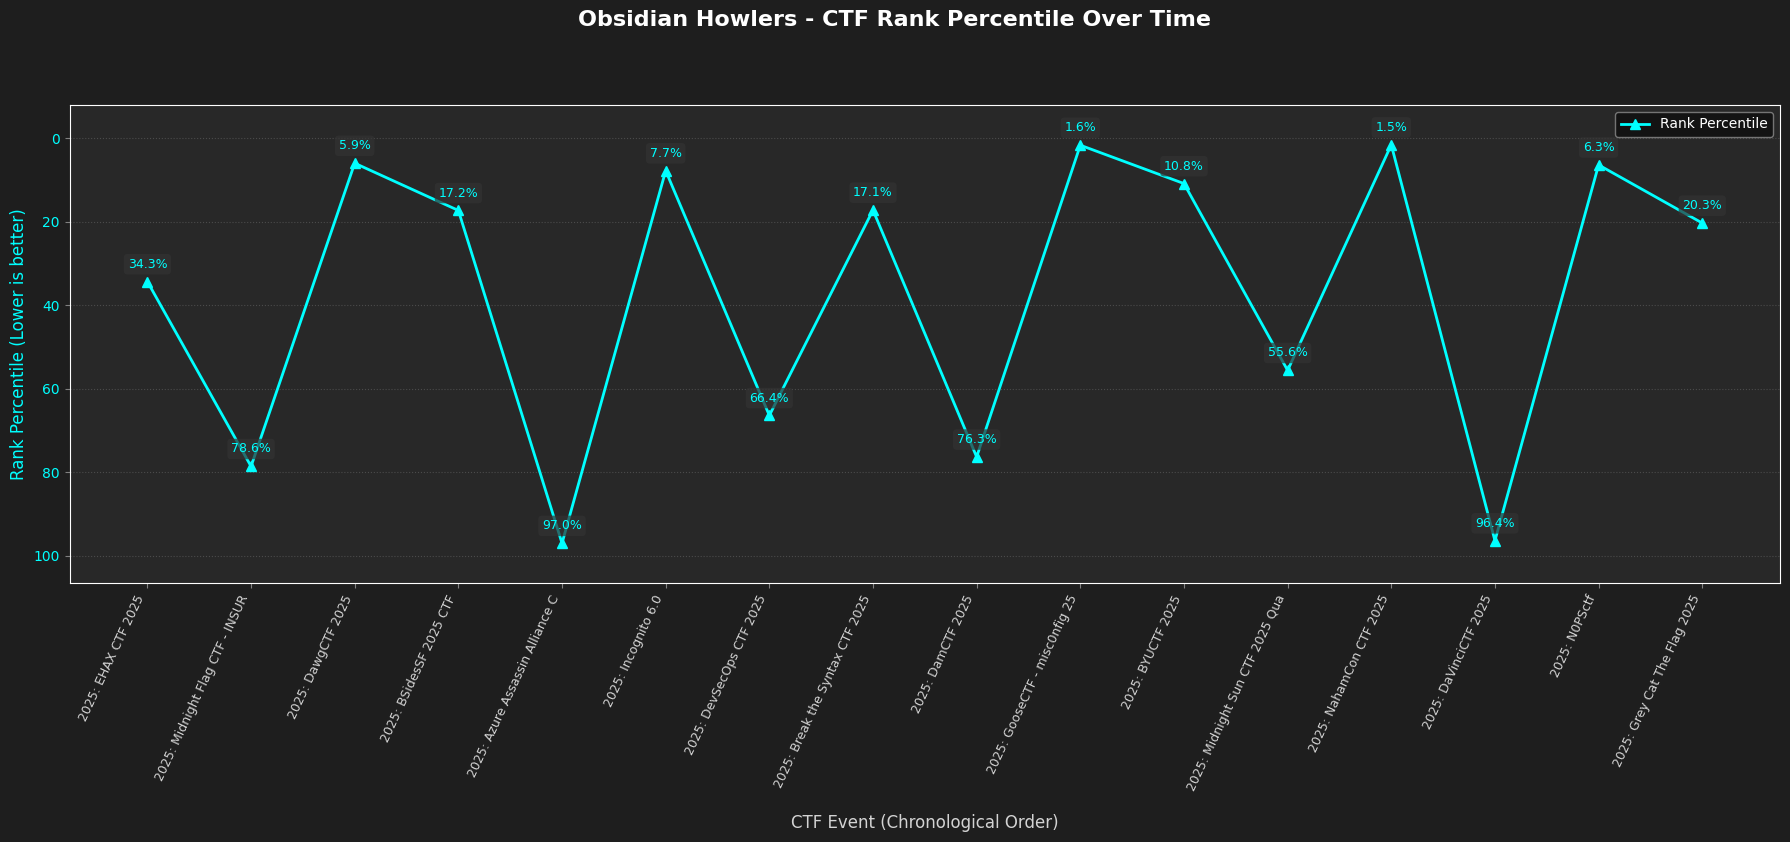 Obsidian Howlers - CTF Rank Percentile Over Time
Rank Percentile
Rank Percentile (Lower is better)
0
20
40
60
80
100
34.3%
78.6%
5.9%
17.2%
97.0%
7.7%
66.4%
17.1%
76.3%
1.6%
10.8%
55.6%
1.5%
96.4%
6.3%
20.3%
2025: EHAX CTF 2025
2025: Midnight Flag CTF - INSUR
2025: DawgCTF 2025
2025: BSidesSF 2025 CTF
2025: Azure Assassin Alliance C
2025: Incognito 6.0
2025: DevSecOps CTF 2025
2025: Break the Syntax CTF 2025
2025: DamCTF 2025
2025: GooseCTF - misc0nfig 25
2025: BYUCTF 2025
2025: Midnight Sun CTF 2025 Qua
2025: NahamCon CTF 2025
2025: DaVinciCTF 2025
2025: N0PSctf
2025: Grey Cat The Flag 2025
CTF Event (Chronological Order)